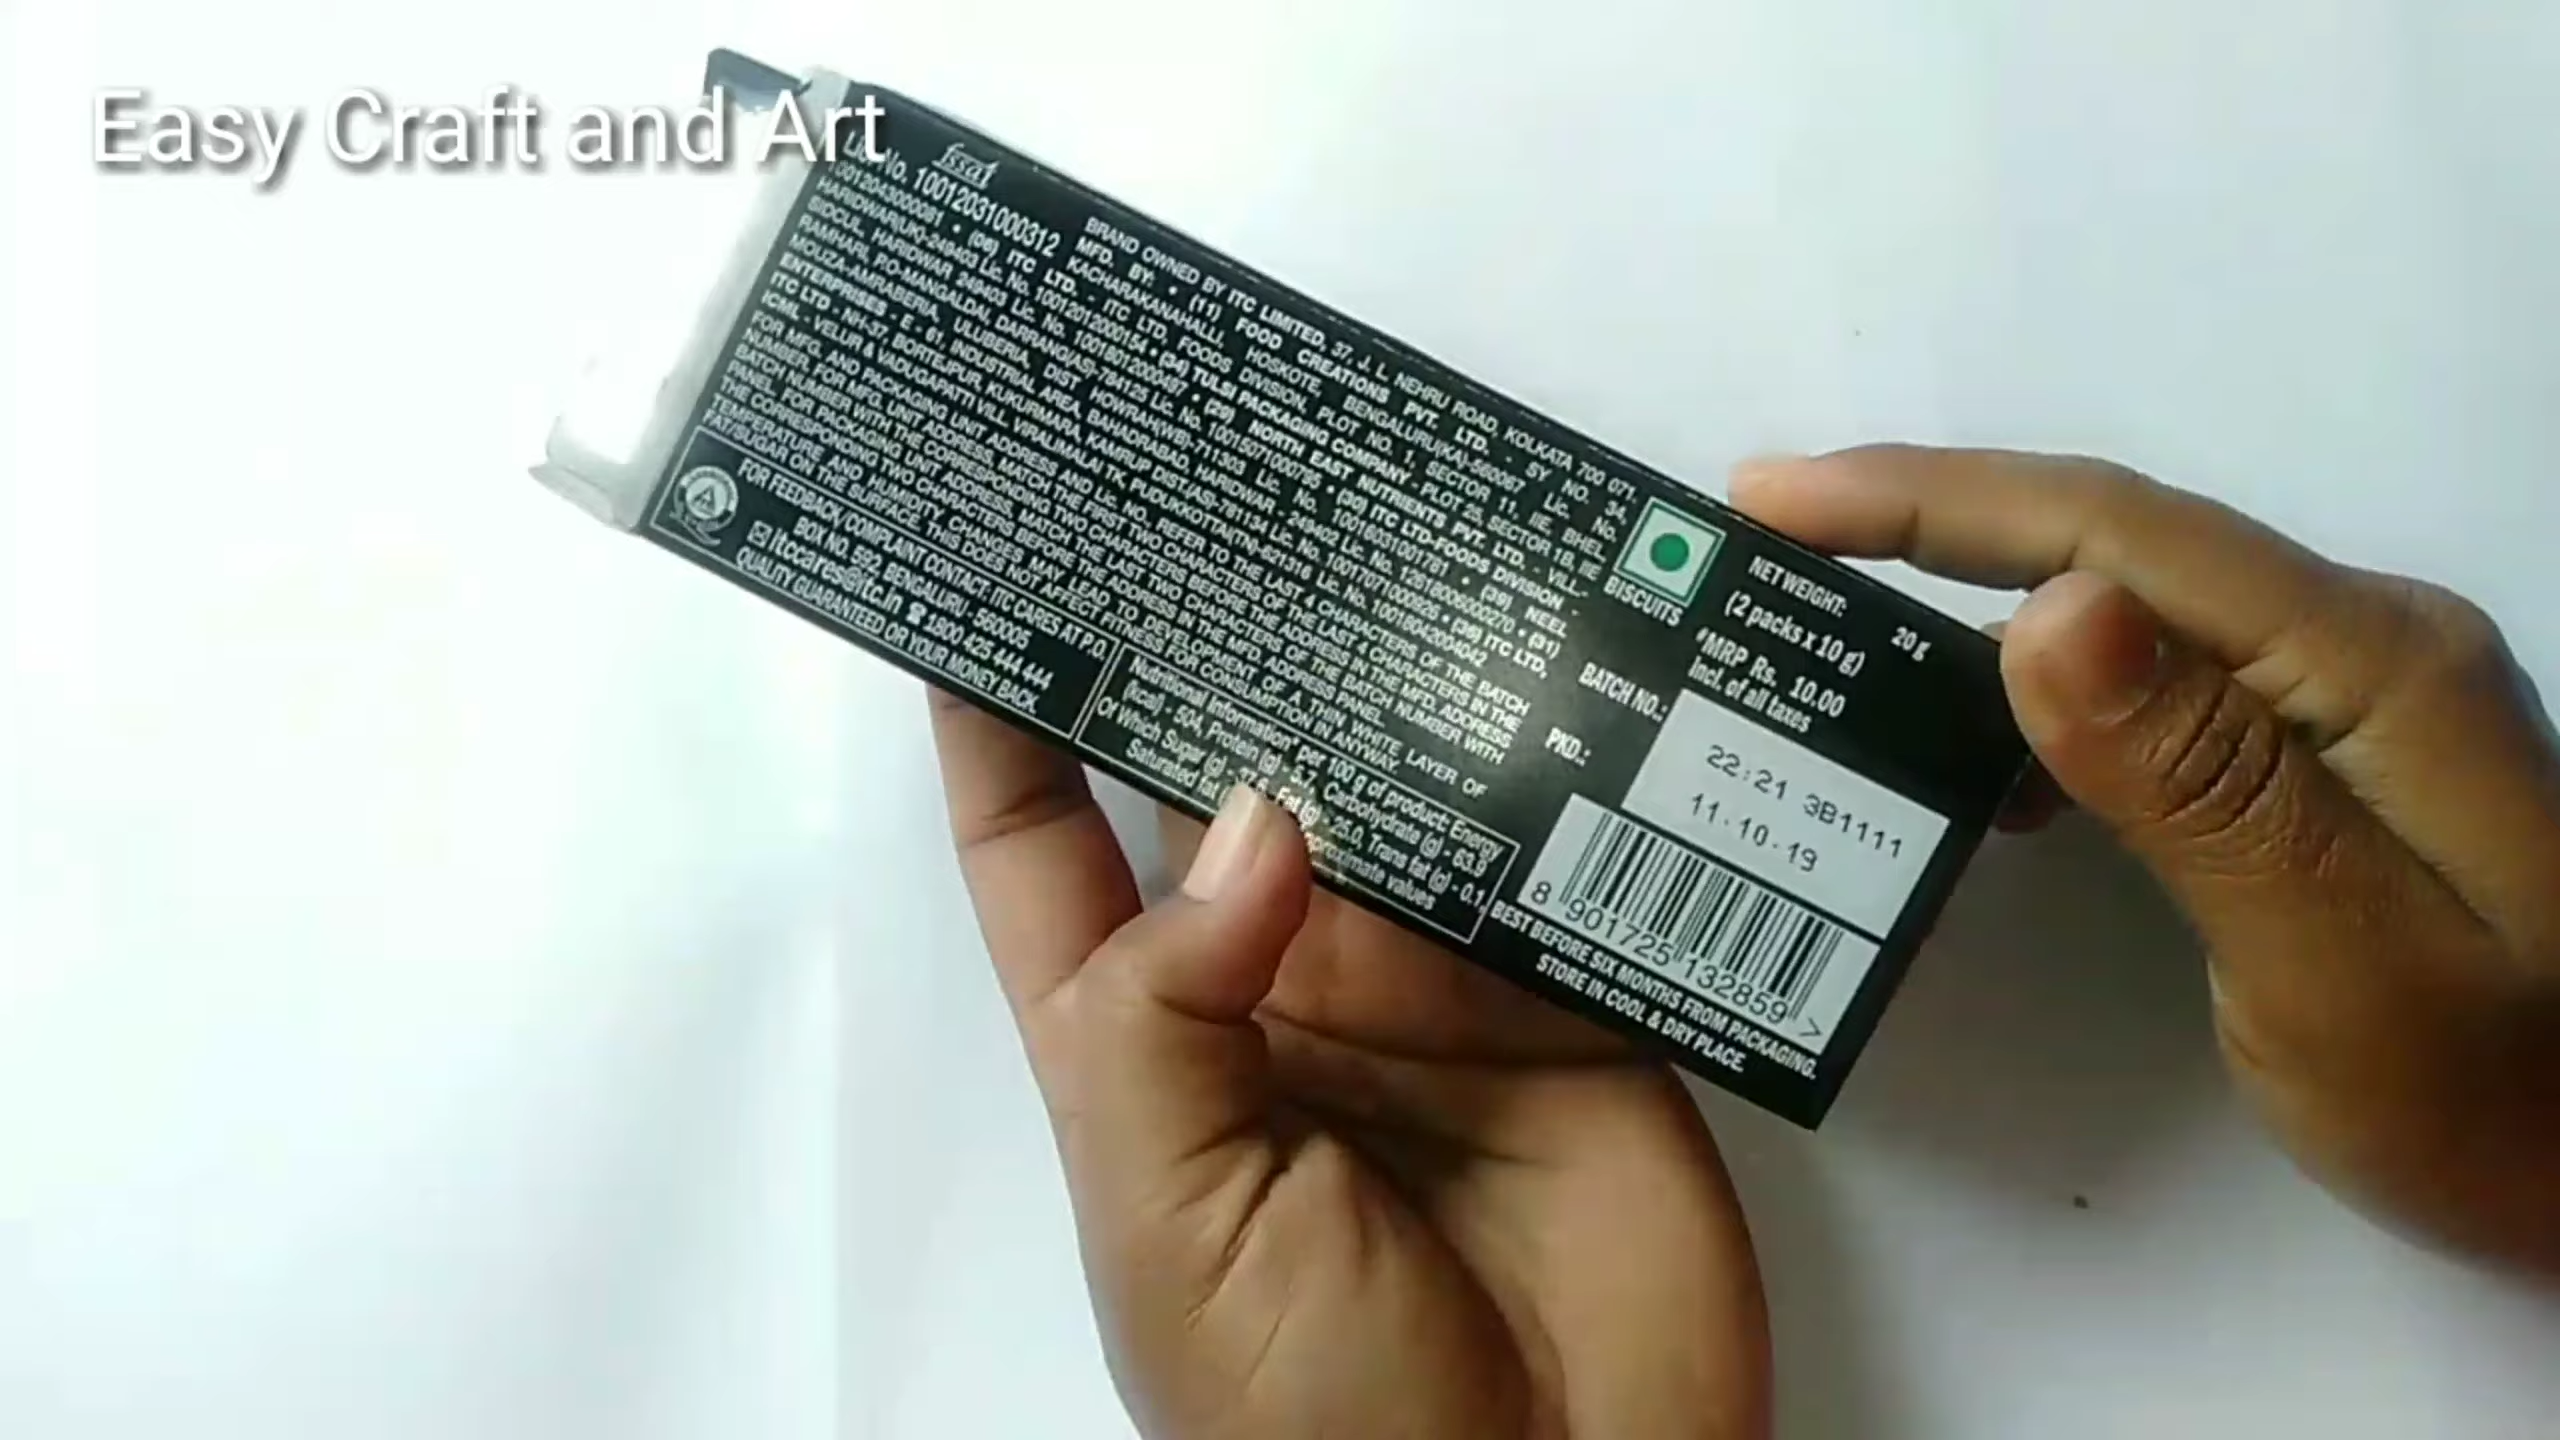 Easy Craft and Art
fssai
Lic. No. 10012031000312
BRAND OWNED BY ITC LIMITED, 37, J. L. NEHRU ROAD, KOLKATA 700 071.
MFD. BY: • (11) FOOD CREATIONS PVT. LTD. - SY NO. 34,
KACHARAKANAHALLI, HOSKOTE, BENGALURU(KA)-560067 Lic. No.
10012043000081 • (06) ITC LTD. - ITC LTD, FOODS DIVISION, PLOT NO. 1, SECTOR 11, IIE, BHEL,
HARIDWAR(UK)-249403 Lic. No. 10012012000154 • (34) TULSI PACKAGING COMPANY - PLOT 25, SECTOR 1B, IIE
SIDCUL, HARIDWAR 249403 Lic. No. 10018012000497 • (29) NORTH EAST NUTRIENTS PVT. LTD. - VILL.-
RAMHARI, P.O-MANGALDAI, DARRANG(AS)-784125 Lic. No. 10015071000795 • (30) ITC LTD-FOODS DIVISION -
MOUZA-AMRABERIA, ULUBERIA, DIST HOWRAH(WB)-711303 Lic. No. 10016031001761 • (39) NEEL
ENTERPRISES - E - 61, INDUSTRIAL AREA, BAHADRABAD, HARIDWAR - 249402 Lic. No. 12618006000270 • (31)
ITC LTD - NH-37, BORTEJPUR, KUKURMARA, KAMRUP DIST.(AS)-781134 Lic. No. 10017071000926 • (36) ITC LTD,
ICML - VELUR & VADUGAPATTI VILL. VIRALIMALAI TK, PUDUKKOTTAI(TN)-621316 Lic. No. 10018042004042
FOR MFG. AND PACKAGING UNIT ADDRESS AND Lic. NO., REFER TO THE LAST 4 CHARACTERS OF THE BATCH
NUMBER, FOR MFG. UNIT ADDRESS, MATCH THE FIRST TWO CHARACTERS OF THE LAST 4 CHARACTERS IN THE
BATCH NUMBER WITH THE CORRESPONDING TWO CHARACTERS BEFORE THE ADDRESS IN THE MFD. ADDRESS
PANEL, FOR PACKAGING UNIT ADDRESS, MATCH THE LAST TWO CHARACTERS OF THE BATCH NUMBER WITH
THE CORRESPONDING TWO CHARACTERS BEFORE THE ADDRESS IN THE MFD. ADDRESS PANEL.
TEMPERATURE AND HUMIDITY CHANGES MAY LEAD TO DEVELOPMENT OF A THIN WHITE LAYER OF
FAT/SUGAR ON THE SURFACE. THIS DOES NOT AFFECT FITNESS FOR CONSUMPTION IN ANYWAY.
FOR FEEDBACK/COMPLAINT CONTACT: ITC CARES AT P.O.
BOX NO. 592, BENGALURU - 560005
itccares@itc.in 1800 425 444 444
QUALITY GUARANTEED OR YOUR MONEY BACK.
Nutritional Information* per 100 g of product: Energy
(kcal) - 504, Protein (g) - 5.7, Carbohydrate (g) - 63.9
Of Which Sugar (g) - 37.6, Fat (g) - 25.0, Trans fat (g) - 0.1,
Saturated fat approximate values
BISCUITS
NET WEIGHT: 20 g
(2 packs x 10 g)
#MRP Rs. 10.00
Incl. of all taxes
BATCH NO.:
PKD.:
22:21 3B1111
11.10.19
8 901725 132859 >
BEST BEFORE SIX MONTHS FROM PACKAGING.
STORE IN COOL & DRY PLACE.